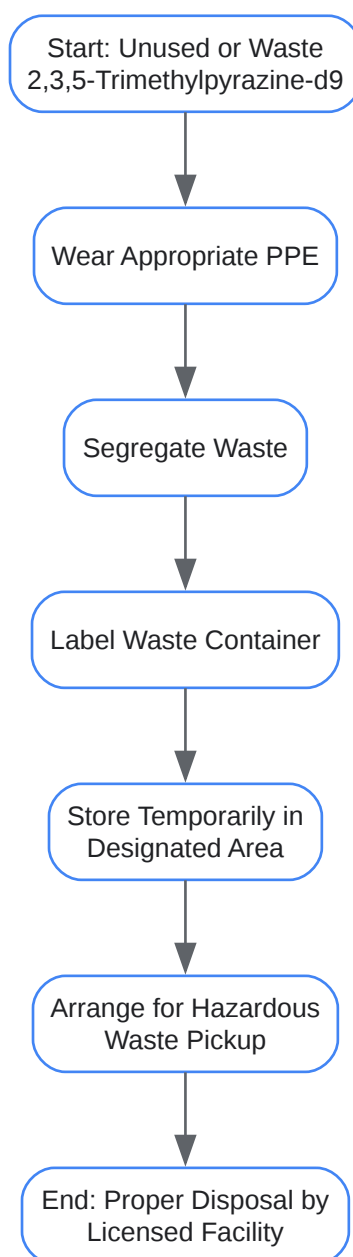 Start: Unused or Waste
2,3,5-Trimethylpyrazine-d9
Wear Appropriate PPE
Segregate Waste
Label Waste Container
Store Temporarily in
Designated Area
Arrange for Hazardous
Waste Pickup
End: Proper Disposal by
Licensed Facility